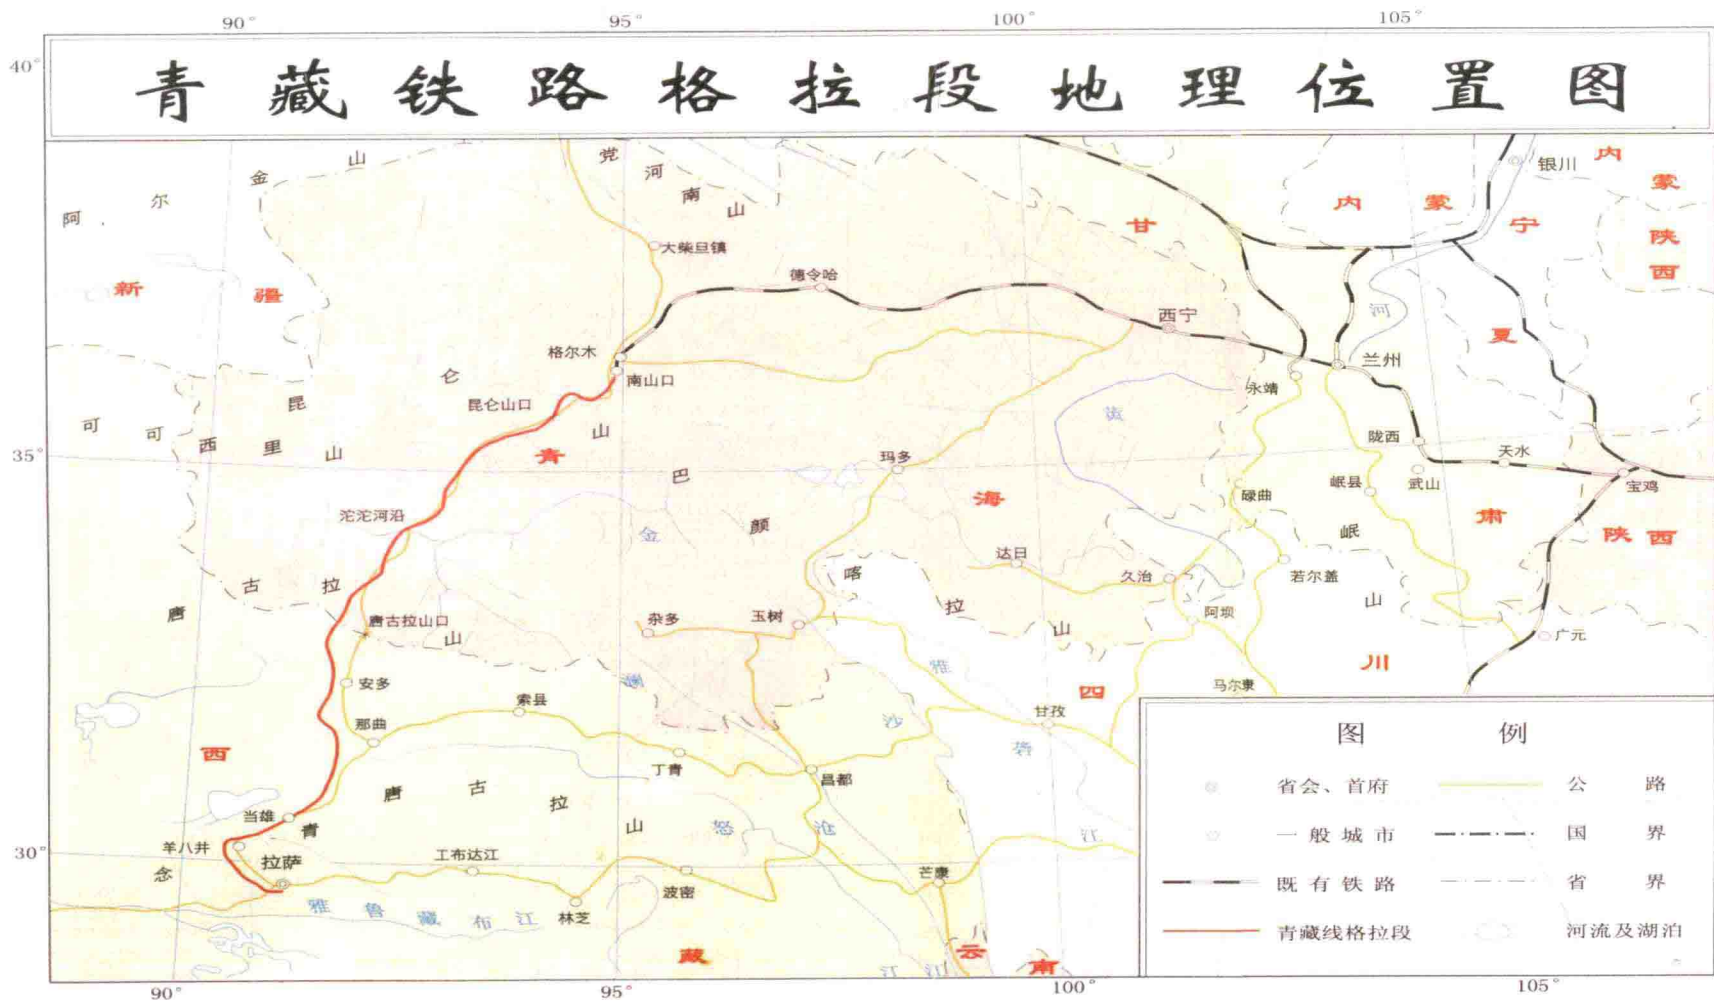 90° 95° 100° 105°
40°
青藏铁路格拉段地理位置图
阿尔金山
党河南山
甘
内蒙
银川
内蒙
宁
陕西
新疆
大柴旦镇
德令哈
西宁
河
夏
格尔木
南山口
兰州
永靖
昆仑山口
昆仑山
可可西里山
青
35°
玛多
巴颜喀拉山
海
黄
陇西
天水
武山
宝鸡
岷县
碌曲
岷山
肃
陕西
沱沱河沿
金
达日
久治
若尔盖
唐古拉山
唐古拉山口
杂多
玉树
阿坝
广元
安多
索县
澜
雅
四川
马尔康
那曲
甘孜
沙
砻
西
丁青
昌都
当雄
唐古拉山
怒
沧
江
羊八井
30°
念青
拉萨
工布达江
波密
芒康
林芝
雅鲁藏布江
藏
江
江
云南
图例
省会、首府
公路
一般城市
国界
既有铁路
省界
青藏线格拉段
河流及湖泊
90° 95° 100° 105°